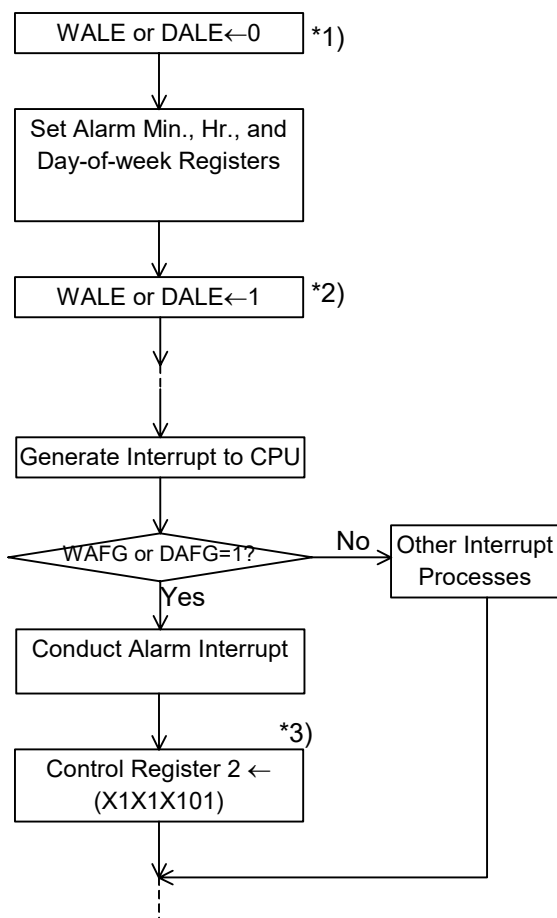 WALE or DALE←0
*1)
Set Alarm Min., Hr., and
Day-of-week Registers
WALE or DALE←1
*2)
Generate Interrupt to CPU
WAFG or DAFG=1?
No
Other Interrupt
Processes
Yes
Conduct Alarm Interrupt
*3)
Control Register 2 ←
(X1X1X101)